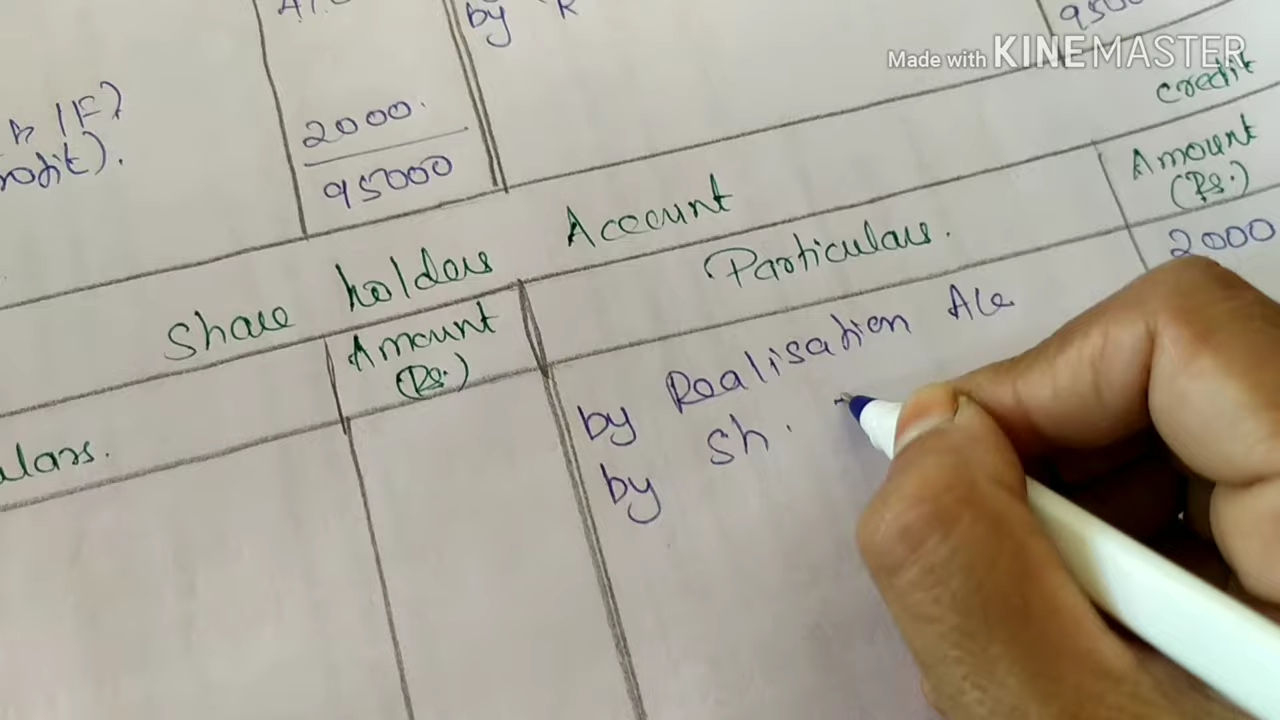 by
Made with KINEMASTER
credit
2000.
95000
Share holders Account
Amount
(Rs.)
Particulars.
Amount
(Rs.)
2000
by Realisation A/c
by Sh.